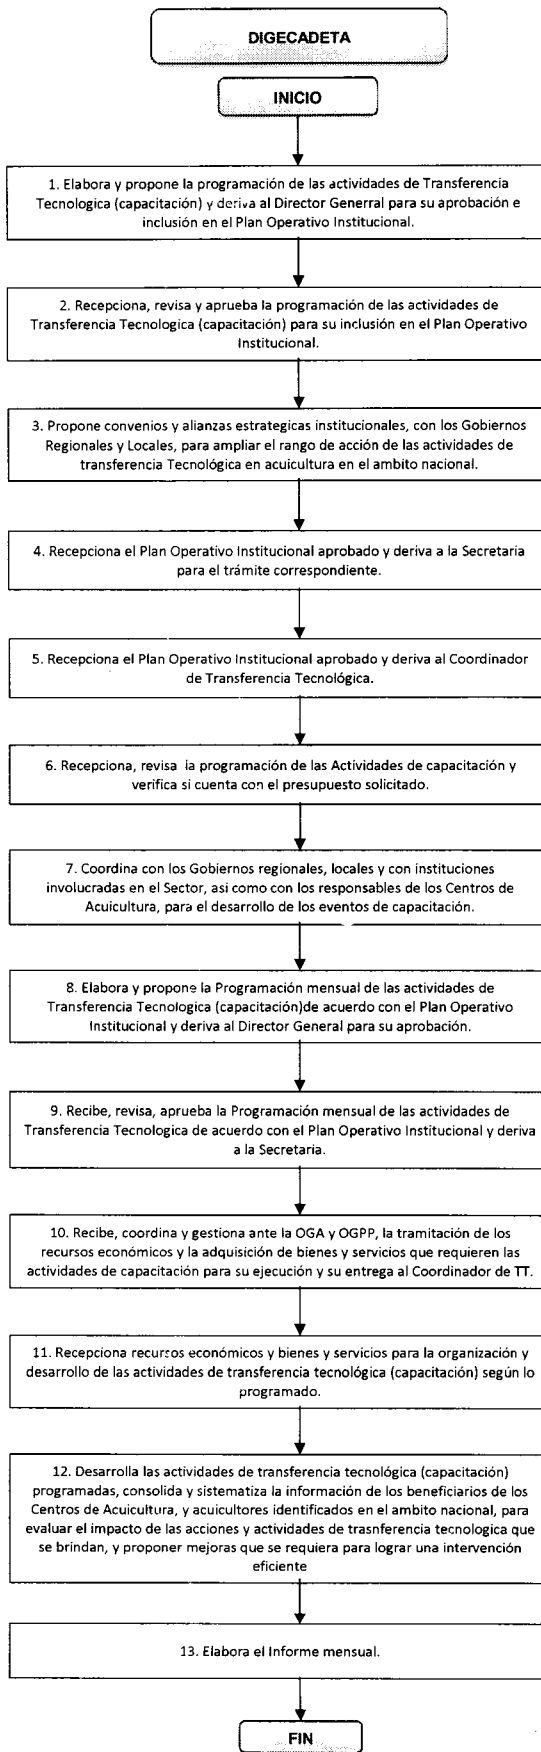 DIGECADETA
INICIO
1. Elabora y propone la programación de las actividades de Transferencia
Tecnologica (capacitación) y deriva al Director Generral para su aprobación e
inclusión en el Plan Operativo Institucional.
2. Recepciona, revisa y aprueba la programación de las actividades de
Transferencia Tecnologica (capacitación) para su inclusión en el Plan Operativo
Institucional.
3. Propone convenios y alianzas estrategicas institucionales, con los Gobiernos
Regionales y Locales, para ampliar el rango de acción de las actividades de
transferencia Tecnológica en acuicultura en el ambito nacional.
4. Recepciona el Plan Operativo Institucional aprobado y deriva a la Secretaria
para el trámite correspondiente.
5. Recepciona el Plan Operativo Institucional aprobado y deriva al Coordinador
de Transferencia Tecnológica.
6. Recepciona, revisa la programación de las Actividades de capacitación y
verifica si cuenta con el presupuesto solicitado.
7. Coordina con los Gobiernos regionales, locales y con instituciones
involucradas en el Sector, asi como con los responsables de los Centros de
Acuicultura, para el desarrollo de los eventos de capacitación.
8. Elabora y propone la Programación mensual de las actividades de
Transferencia Tecnologica (capacitación)de acuerdo con el Plan Operativo
Institucional y deriva al Director General para su aprobación.
9. Recibe, revisa, aprueba la Programación mensual de las actividades de
Transferencia Tecnologica de acuerdo con el Plan Operativo Institucional y deriva
a la Secretaria.
10. Recibe, coordina y gestiona ante la OGA y OGPP, la tramitación de los
recursos económicos y la adquisición de bienes y servicios que requieren las
actividades de capacitación para su ejecución y su entrega al Coordinador de TT.
11. Recepciona recursos económicos y bienes y servicios para la organización y
desarrollo de las actividades de transferencia tecnológica (capacitación) según lo
programado.
12. Desarrolla las actividades de transferencia tecnológica (capacitación)
programadas, consolida y sistematiza la información de los beneficiarios de los
Centros de Acuicultura, y acuicultores identificados en el ambito nacional, para
evaluar el impacto de las acciones y actividades de trasnferencia tecnologica que
se brindan, y proponer mejoras que se requiera para lograr una intervención
eficiente
13. Elabora el Informe mensual.
FIN